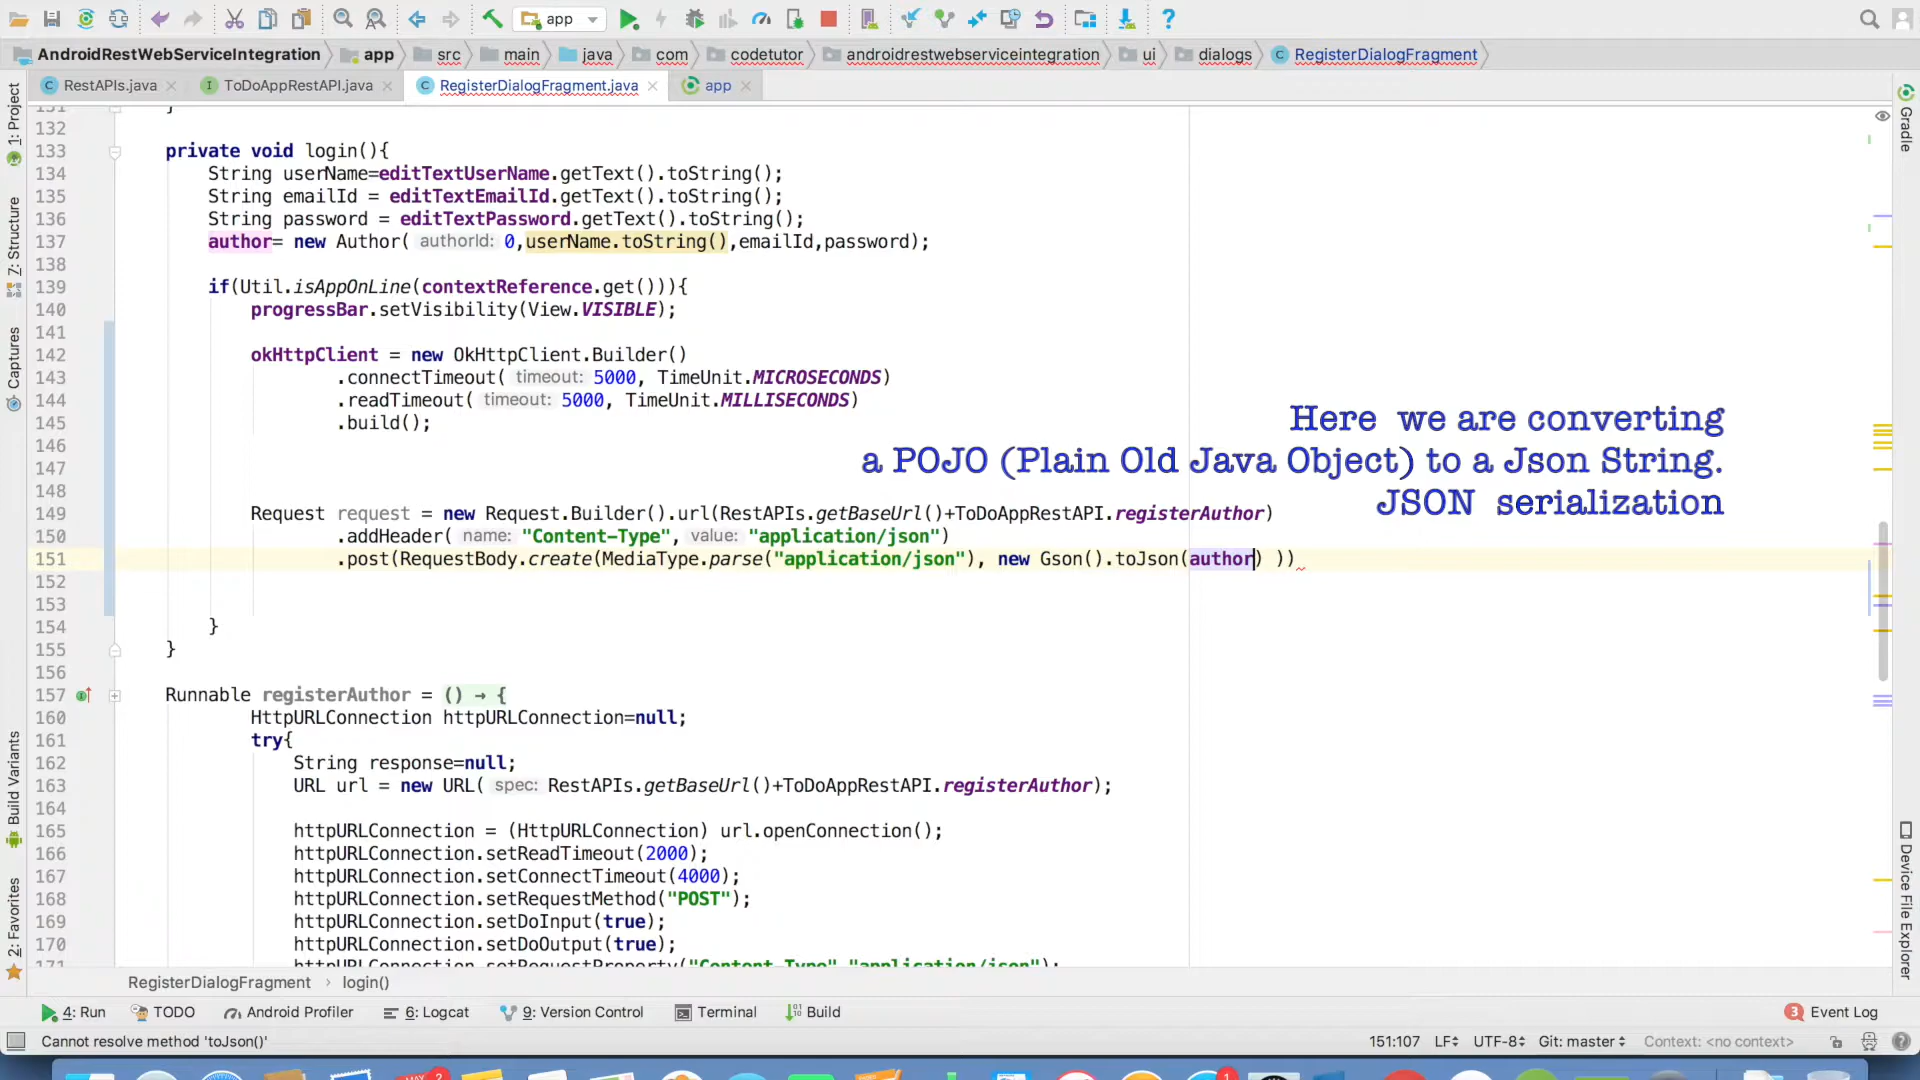 app
AndroidRestWebServiceIntegration app src main java com codetutor androidrestwebserviceintegration ui dialogs RegisterDialogFragment
RestAPIs.java ToDoAppRestAPI.java RegisterDialogFragment.java app
1: Project
7: Structure
Captures
Build Variants
2: Favorites
Gradle
Device File Explorer
132
133 private void login(){
134 String userName=editTextUserName.getText().toString();
135 String emailId = editTextEmailId.getText().toString();
136 String password = editTextPassword.getText().toString();
137 author= new Author( authorId: 0,userName.toString(),emailId,password);
138
139 if(Util.isAppOnLine(contextReference.get())){
140 progressBar.setVisibility(View.VISIBLE);
141
142 okHttpClient = new OkHttpClient.Builder()
143 .connectTimeout( timeout: 5000, TimeUnit.MICROSECONDS)
144 .readTimeout( timeout: 5000, TimeUnit.MILLISECONDS)
145 .build();
146
147
148
Here we are converting
a POJO (Plain Old Java Object) to a Json String.
JSON serialization
149 Request request = new Request.Builder().url(RestAPIs.getBaseUrl()+ToDoAppRestAPI.registerAuthor)
150 .addHeader( name: "Content-Type", value: "application/json")
151 .post(RequestBody.create(MediaType.parse("application/json"), new Gson().toJson(author) ))
152
153
154 }
155 }
156
157 Runnable registerAuthor = () → {
160 HttpURLConnection httpURLConnection=null;
161 try{
162 String response=null;
163 URL url = new URL( spec: RestAPIs.getBaseUrl()+ToDoAppRestAPI.registerAuthor);
164
165 httpURLConnection = (HttpURLConnection) url.openConnection();
166 httpURLConnection.setReadTimeout(2000);
167 httpURLConnection.setConnectTimeout(4000);
168 httpURLConnection.setRequestMethod("POST");
169 httpURLConnection.setDoInput(true);
170 httpURLConnection.setDoOutput(true);
171 httpURLConnection.setRequestProperty("Content-Type","application/json");
RegisterDialogFragment › login()
4: Run TODO Android Profiler 6: Logcat 9: Version Control Terminal Build 3 Event Log
Cannot resolve method 'toJson()' 151:107 LF UTF-8 Git: master Context: <no context>